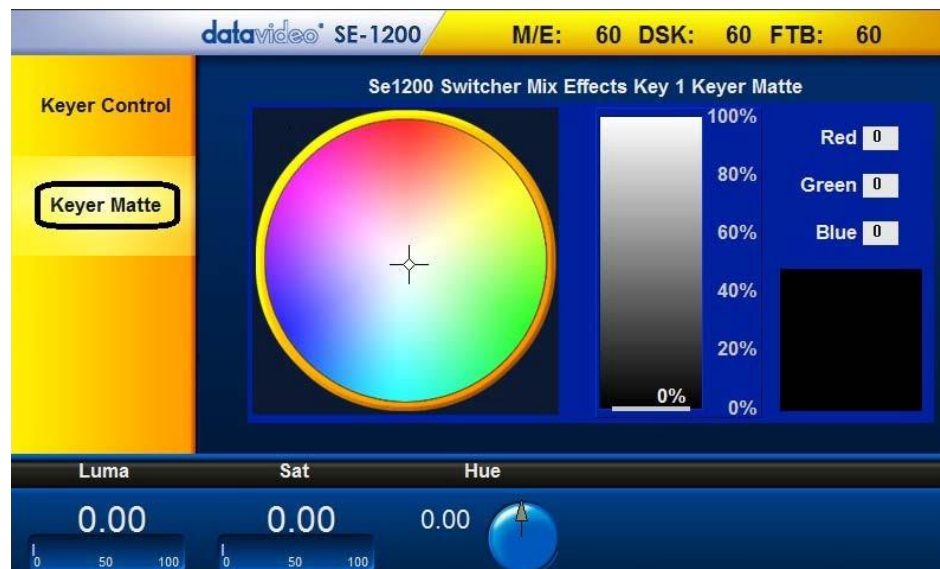 datavideo® SE-1200 M/E: 60 DSK: 60 FTB: 60
Keyer Control
Keyer Matte
Se1200 Switcher Mix Effects Key 1 Keyer Matte
100%
80%
60%
40%
20%
0%
0%
Red 0
Green 0
Blue 0
Luma Sat Hue
0.00 0.00 0.00
0 50 100 0 50 100